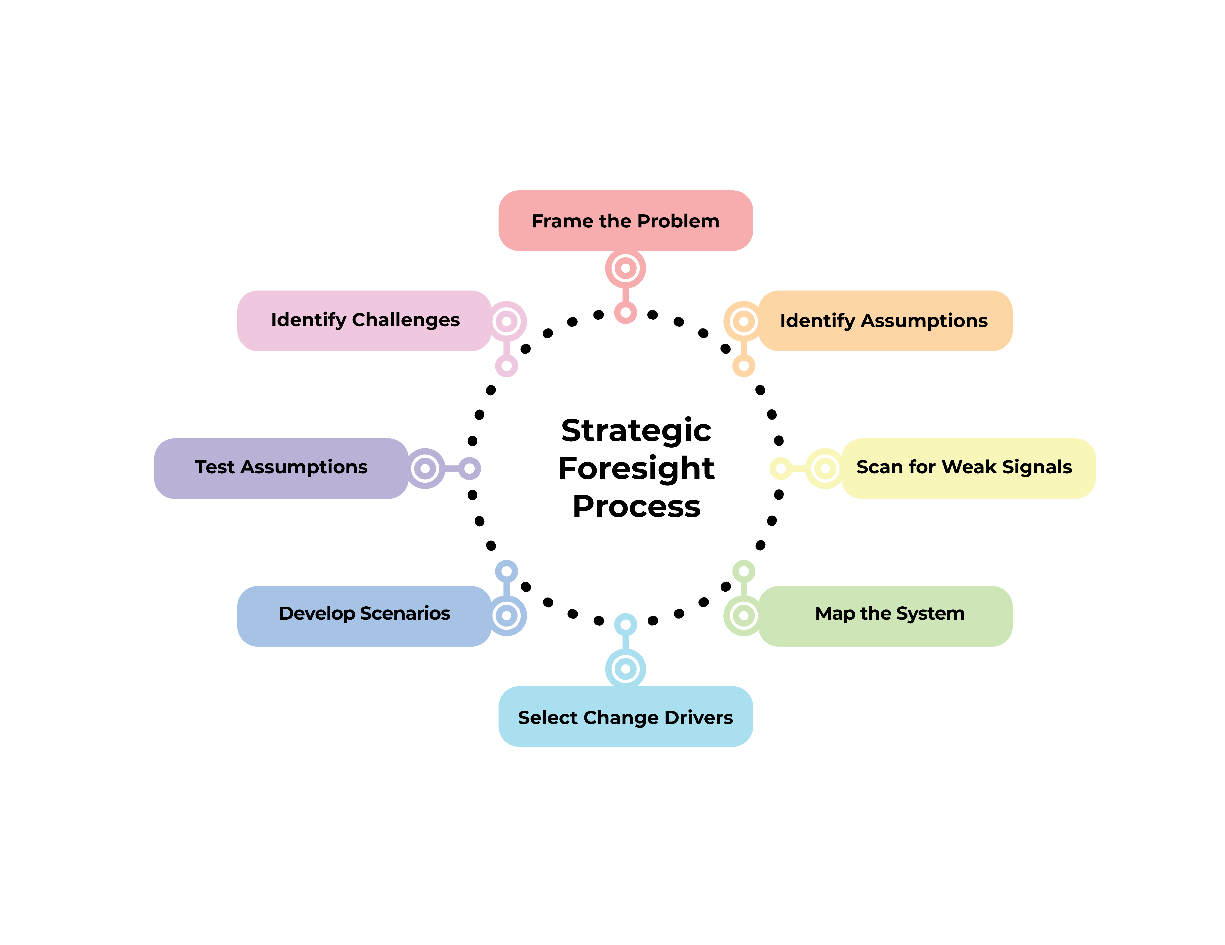 Frame the Problem
Identify Challenges
Identify Assumptions
Strategic
Foresight
Process
Test Assumptions
Scan for Weak Signals
Develop Scenarios
Map the System
Select Change Drivers